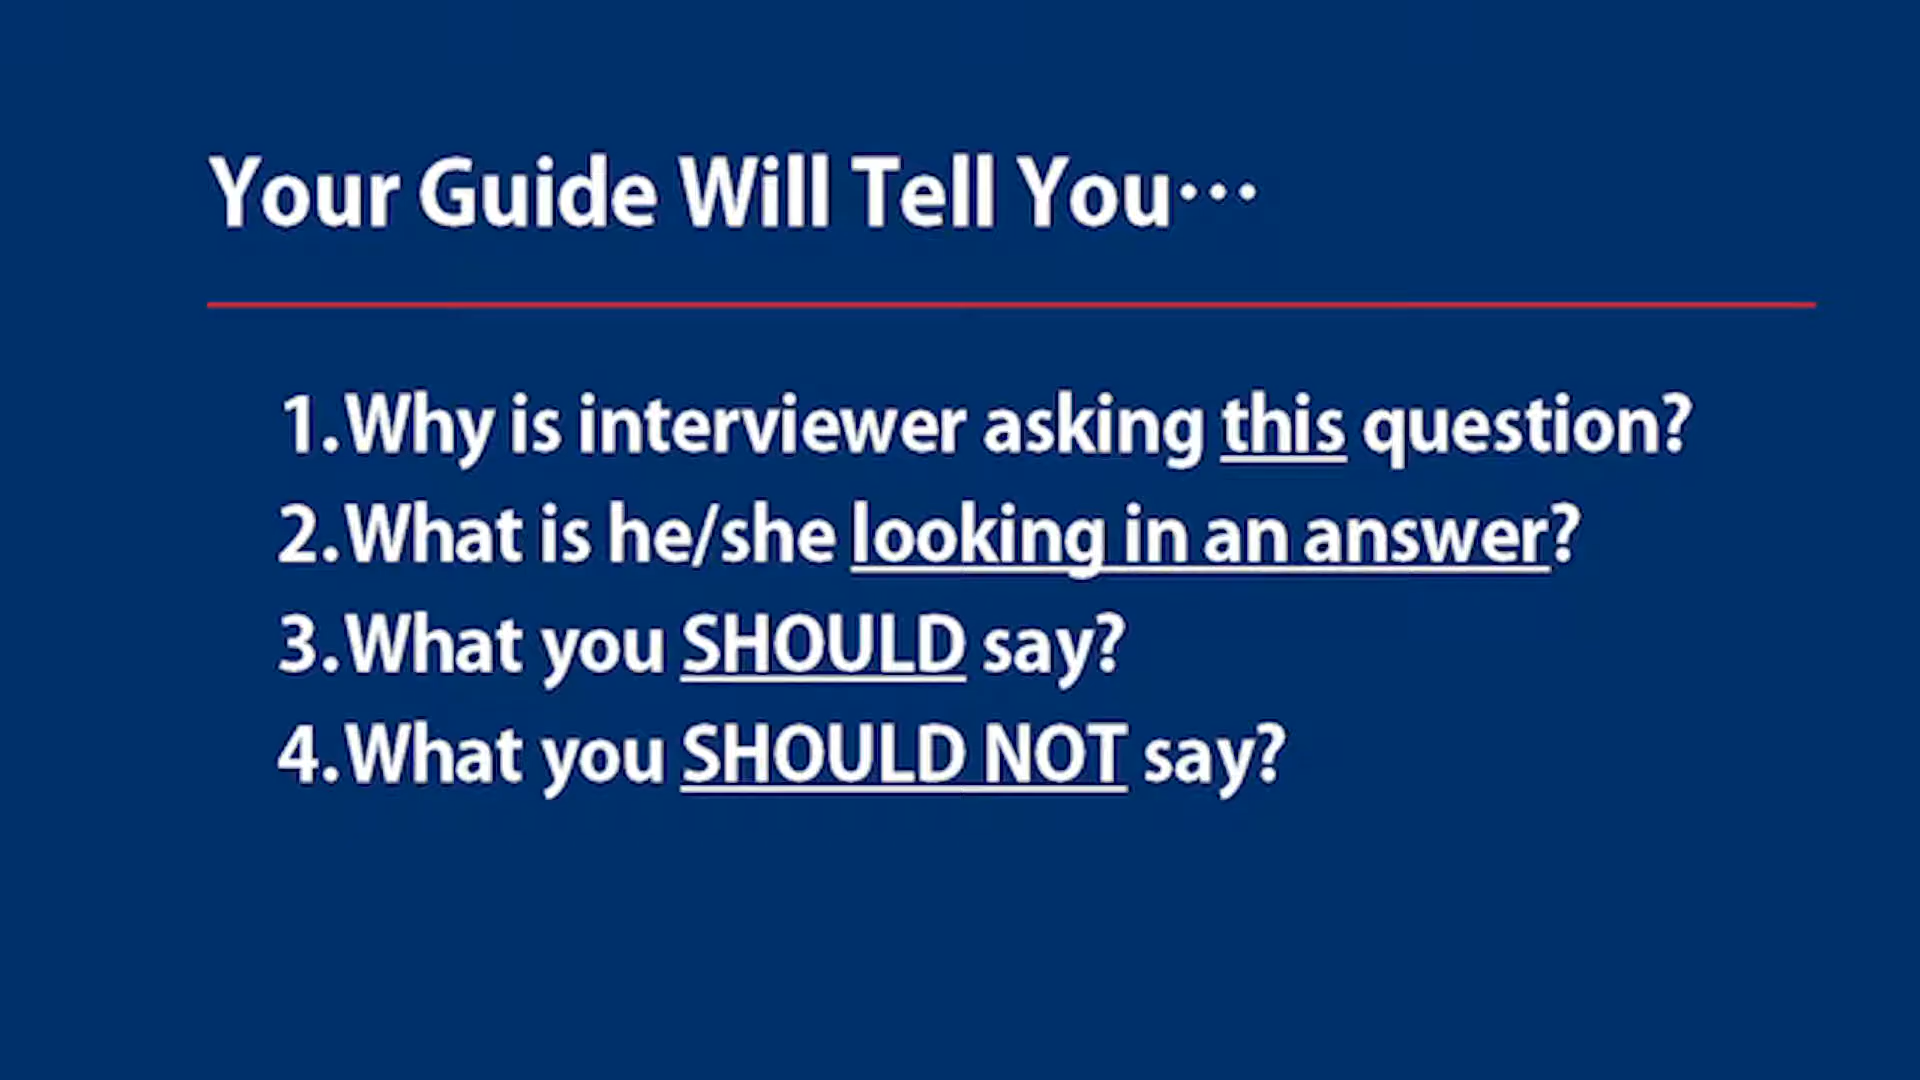 Your Guide Will Tell You…
1. Why is interviewer asking this question?
2. What is he/she looking in an answer?
3. What you SHOULD say?
4. What you SHOULD NOT say?